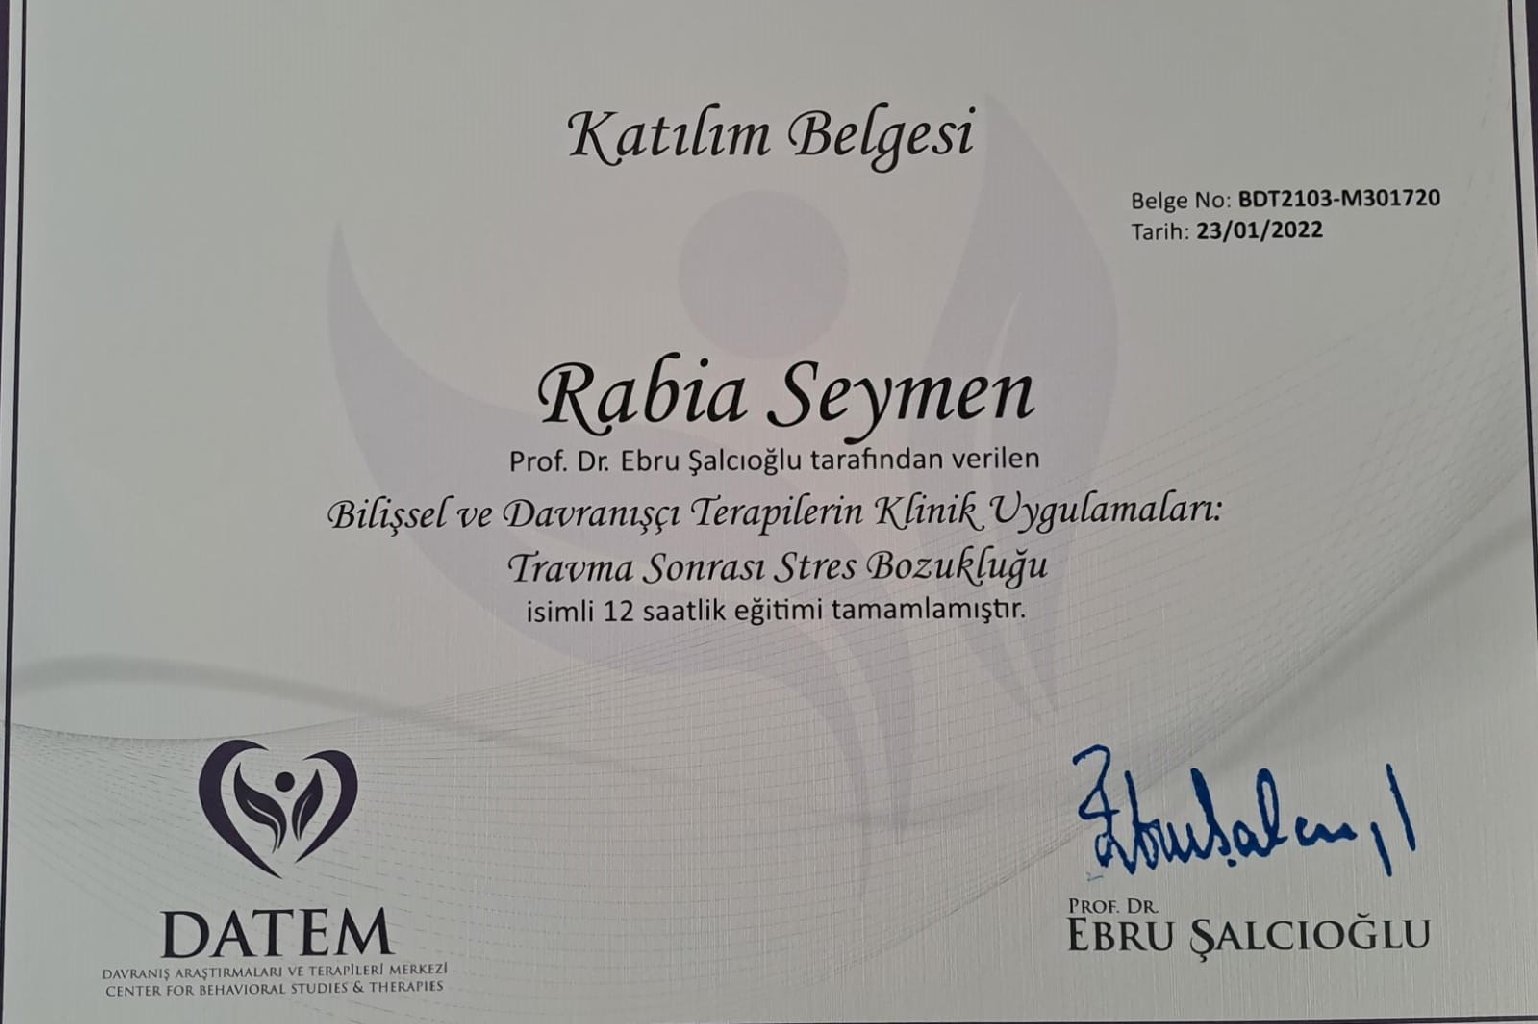 Katılım Belgesi
Belge No: BDT2103-M301720
Tarih: 23/01/2022
Rabia Seymen
Prof. Dr. Ebru Şalcıoğlu tarafından verilen
Bilişsel ve Davranışçı Terapilerin Klinik Uygulamaları:
Travma Sonrası Stres Bozukluğu
isimli 12 saatlik eğitimi tamamlamıştır.
DATEM
DAVRANIŞ ARAŞTIRMALARI VE TERAPİLERİ MERKEZİ
CENTER FOR BEHAVIORAL STUDIES & THERAPIES
PROF. DR.
EBRU ŞALCIOĞLU